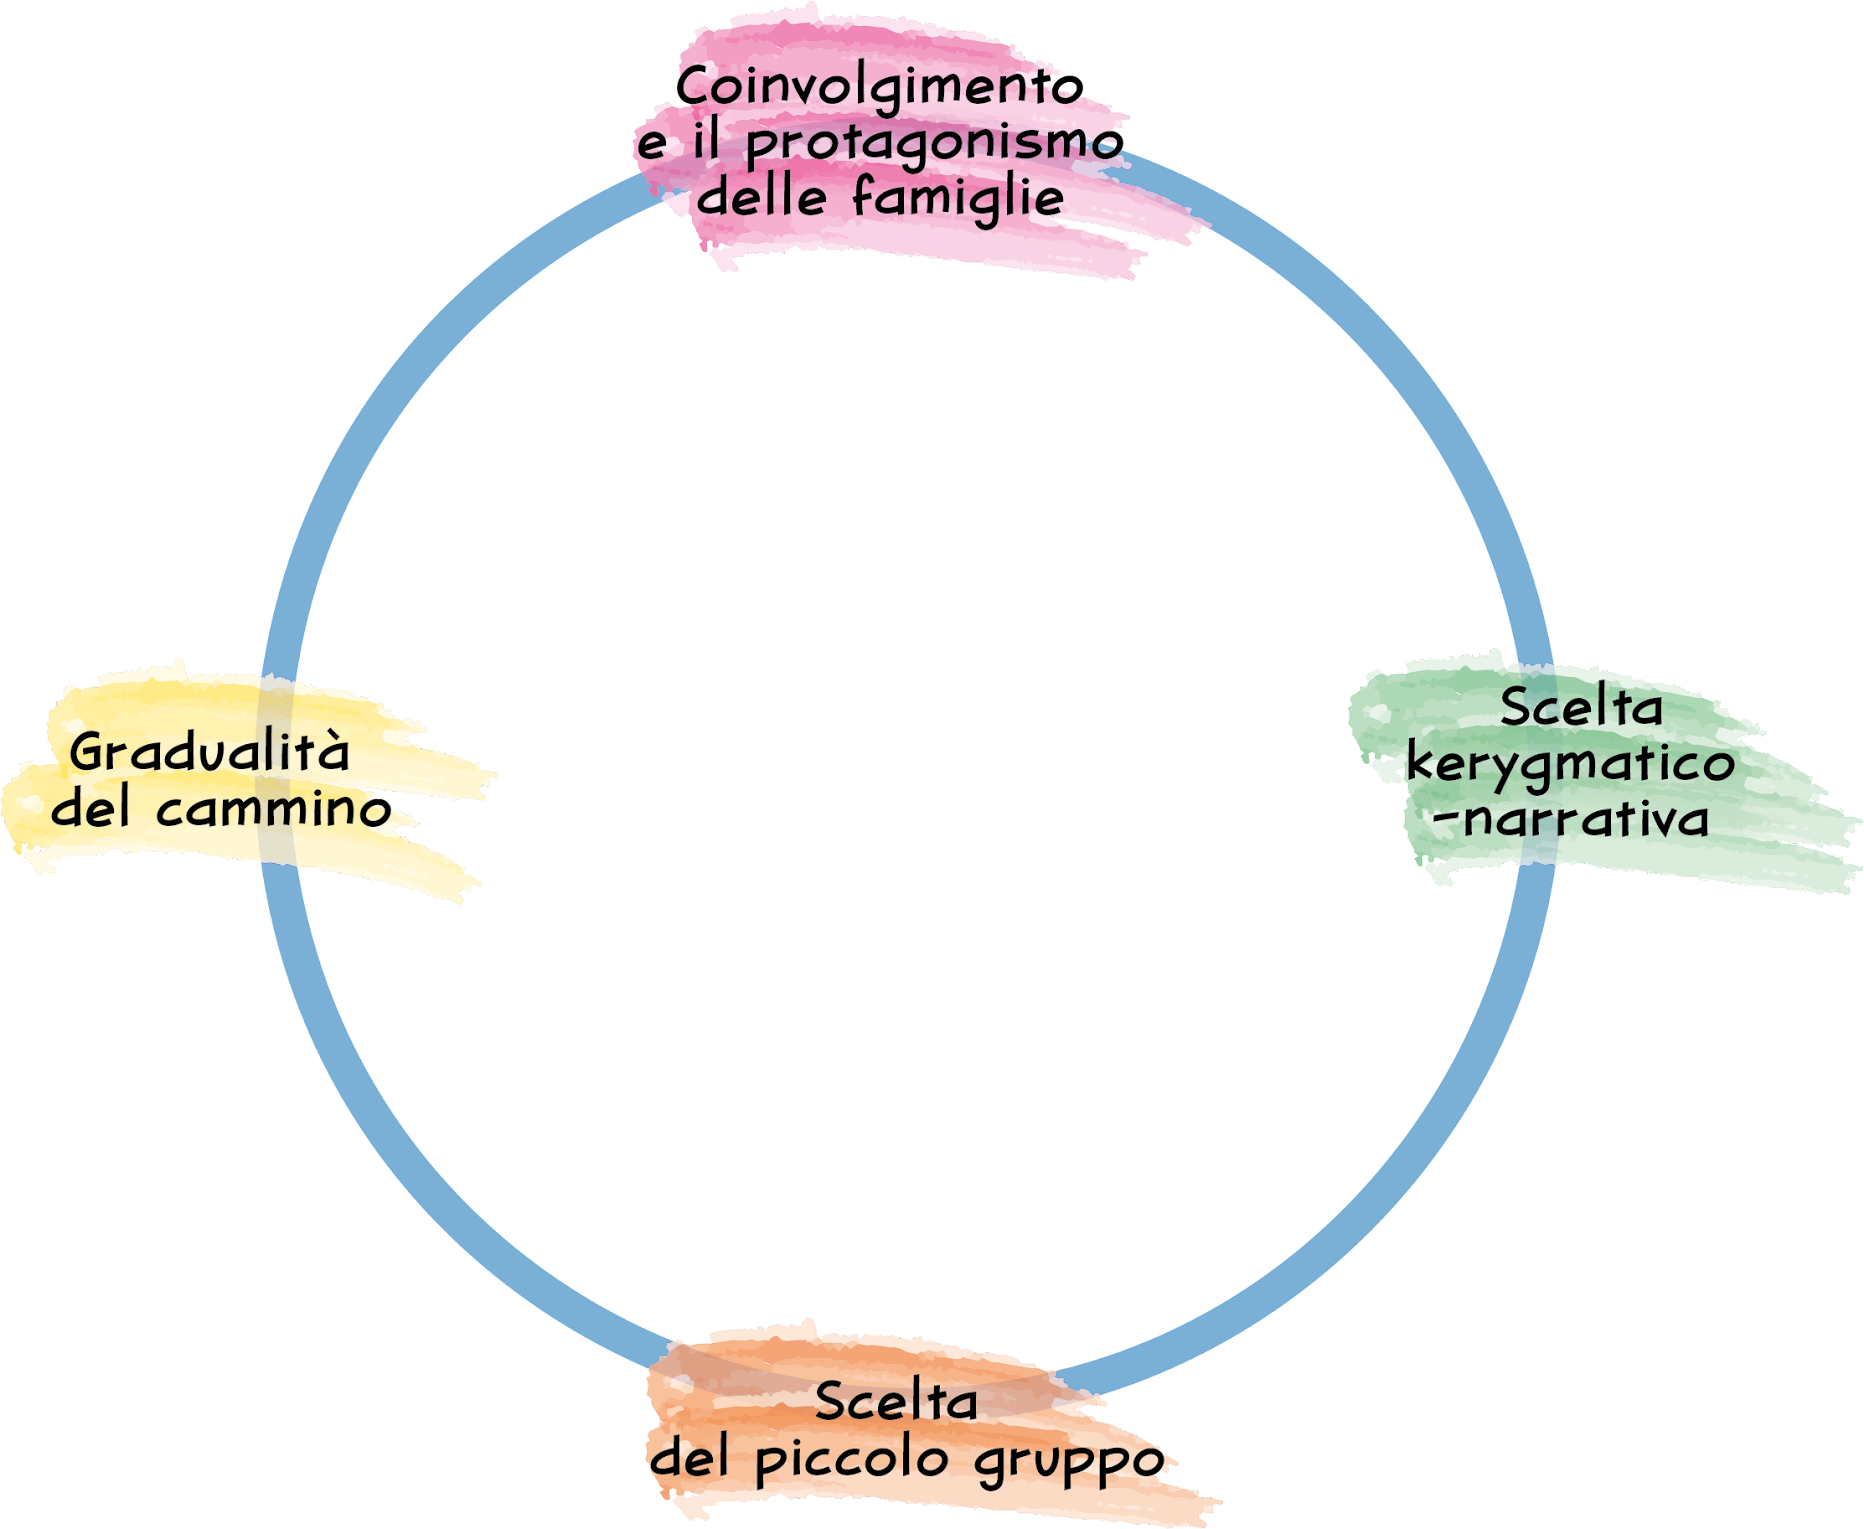 Coinvolgimento
e il protagonismo
delle famiglie
Gradualità
del cammino
Scelta
kerygmatico
-narrativa
Scelta
del piccolo gruppo